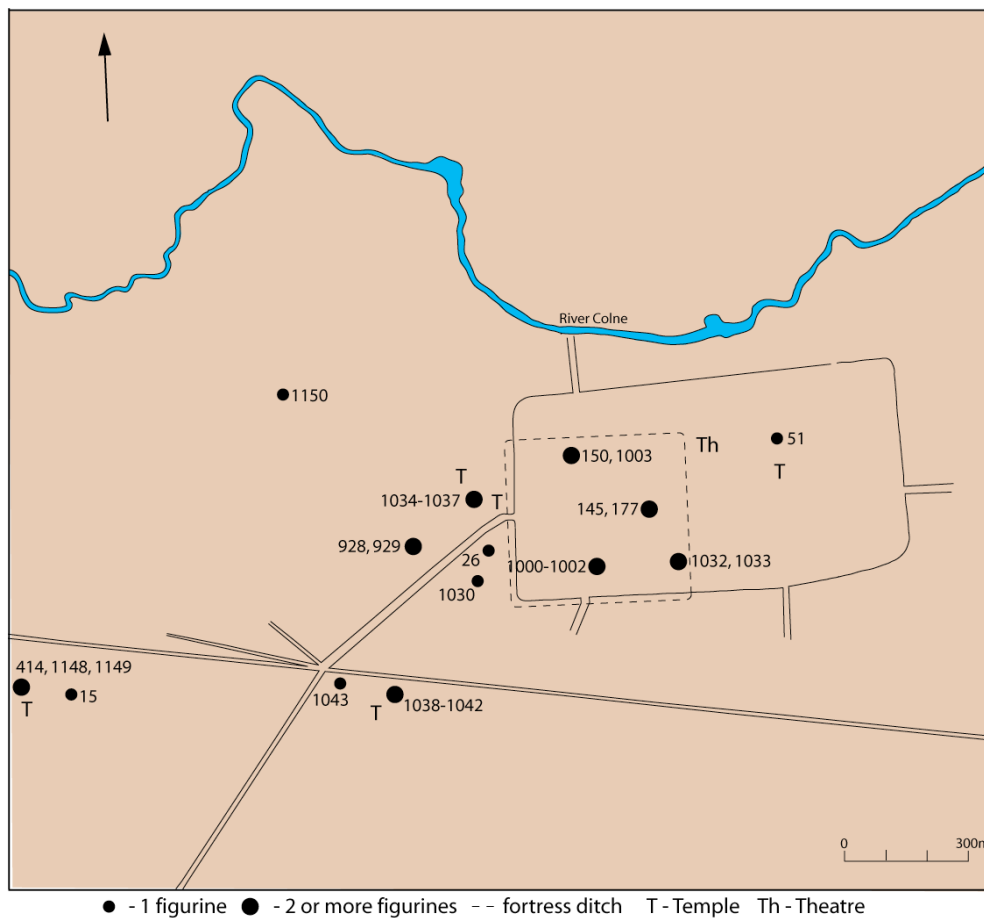 River Colne
1150
51
Th
150, 1003
T
T
1034-1037
T
145, 177
928, 929
26
1000-1002
1032, 1033
1030
414, 1148, 1149
15
1043
1038-1042
T
T
0
300m
- 1 figurine - 2 or more figurines -- fortress ditch T - Temple Th - Theatre